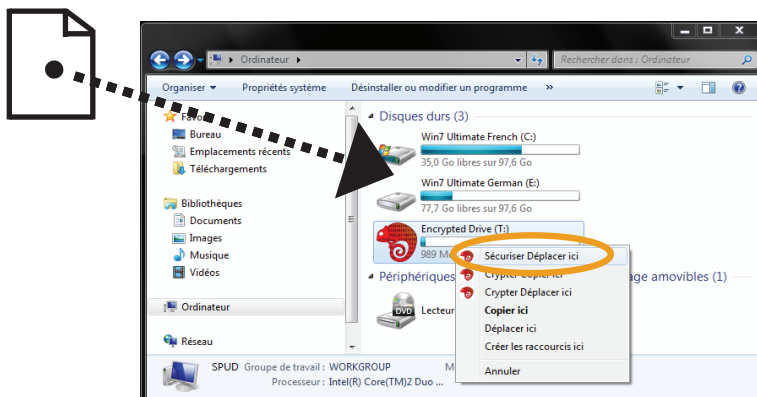 Ordinateur
Rechercher dans : Ordinateur
Organiser Propriétés système Désinstaller ou modifier un programme »
Bureau
Emplacements récents
Téléchargements
Bibliothèques
Documents
Images
Musique
Vidéos
Ordinateur
Réseau
Disques durs (3)
Win7 Ultimate French (C:)
35,0 Go libres sur 97,6 Go
Win7 Ultimate German (E:)
77,7 Go libres sur 97,6 Go
Encrypted Drive (T:)
989
Périphériques
age amovibles (1)
DVD
Lecteur
Sécuriser Déplacer ici
Crypter Copier ici
Crypter Déplacer ici
Copier ici
Déplacer ici
Créer les raccourcis ici
Annuler
SPUD Groupe de travail : WORKGROUP M
Processeur : Intel(R) Core(TM)2 Duo ...